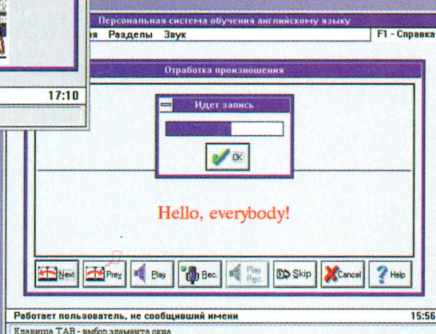 Персональная система обучения английскому языку
Разделы Звук F1 - Справка
Отработка произношения
17:10
Идет запись
OK
Hello, everybody!
Next Prev Play Rec. Play Rec. Skip Cancel Help
Работает пользователь, не сообщивший имени 15:56
Клавиша TAB - выбор элемента окна